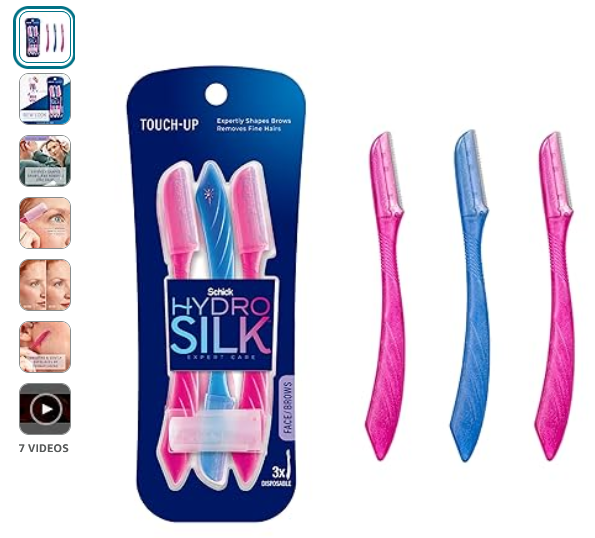 TOUCH-UP
Expertly Shapes Brows
Removes Fine Hairs
Schick
HYDRO
SILK
EXPERT CARE
FACE/BROWS
3x
DISPOSABLE
7 VIDEOS